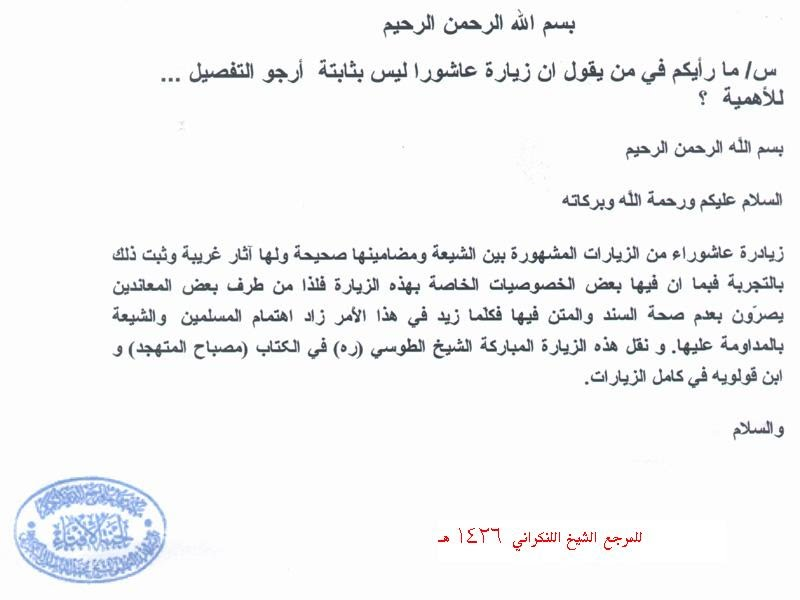 بسم الله الرحمن الرحيم
س/ ما رأيكم في من يقول ان زيارة عاشورا ليس بثابتة أرجو التفصيل ...
للأهمية ؟
بسم اللّه الرحمن الرحيم
السلام عليكم ورحمة اللّه وبركاته
زيادرة عاشوراء من الزيارات المشهورة بين الشيعة ومضامينها صحيحة ولها آثار غريبة وثبت ذلك
بالتجربة فبما ان فيها بعض الخصوصيات الخاصة بهذه الزيارة فلذا من طرف بعض المعاندين
يصرّون بعدم صحة السند والمتن فيها فكلما زيد في هذا الأمر زاد اهتمام المسلمين والشيعة
بالمداومة عليها. و نقل هذه الزيارة المباركة الشيخ الطوسي (ره) في الكتاب (مصباح المتهجد) و
ابن قولويه في كامل الزيارات.
والسلام
للمرجع الشيخ اللنكراني ١٤٢٦ هـ
لجنة الإفتاء